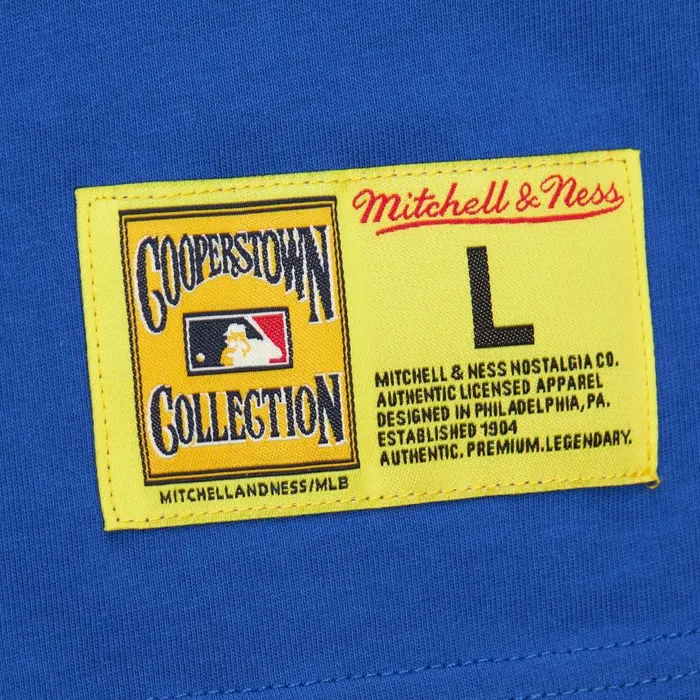 COOPERSTOWN
COLLECTION
MITCHELLANDNESS/MLB
Mitchell & Ness
L
MITCHELL & NESS NOSTALGIA CO.
AUTHENTIC LICENSED APPAREL
DESIGNED IN PHILADELPHIA, PA.
ESTABLISHED 1904
AUTHENTIC. PREMIUM. LEGENDARY.